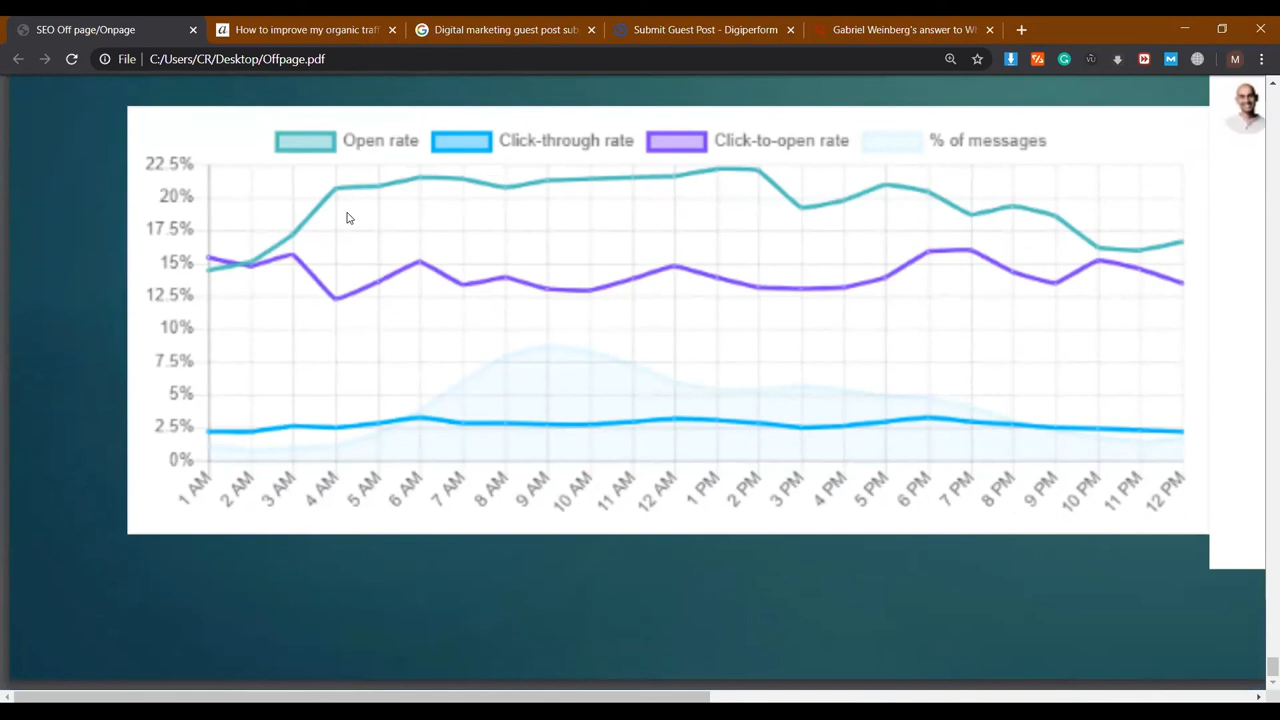 SEO Off page/Onpage
How to improve my organic traf
Digital marketing guest post sub
Submit Guest Post - Digiperform
Gabriel Weinberg's answer to W
File C:/Users/CR/Desktop/Offpage.pdf
M
Open rate Click-through rate Click-to-open rate % of messages
22.5%
20%
17.5%
15%
12.5%
10%
7.5%
5%
2.5%
0%
1 AM 2 AM 3 AM 4 AM 5 AM 6 AM 7 AM 8 AM 9 AM 10 AM 11 AM 12 AM 1 PM 2 PM 3 PM 4 PM 5 PM 6 PM 7 PM 8 PM 9 PM 10 PM 11 PM 12 PM